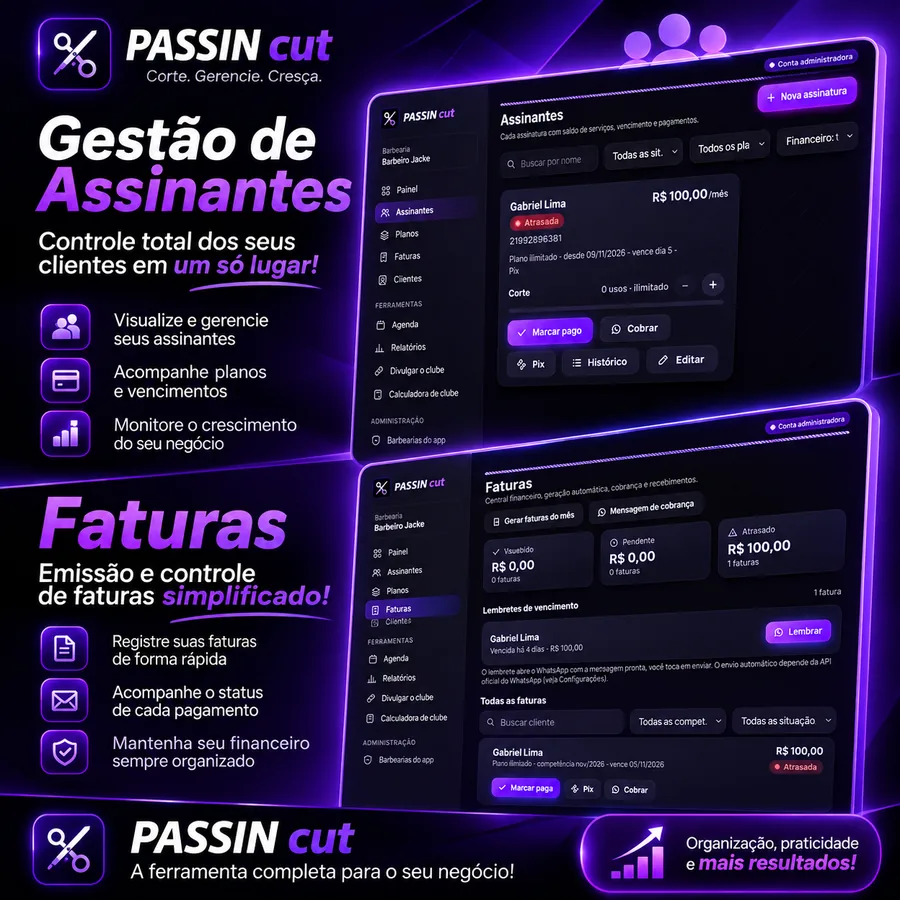 PASSIN cut
Corte. Gerencie. Cresça.
Gestão de
Assinantes
Controle total dos seus
clientes em um só lugar!
Visualize e gerencie
seus assinantes
Acompanhe planos
e vencimentos
Monitore o crescimento
do seu negócio
Conta administradora
PASSIN cut
Barbearia
Barbeiro Jacke
Painel
Assinantes
Planos
Faturas
Clientes
FERRAMENTAS
Agenda
Relatórios
Divulgar o clube
Calculadora de clube
ADMINISTRAÇÃO
Barbearias do app
Assinantes
Cada assinatura com saldo de serviços, vencimento e pagamentos.
+ Nova assinatura
Buscar por nome
Todas as sit.
Todos os pla
Financeiro: t
Gabriel Lima
R$ 100,00/mês
Atrasada
21992896381
Plano ilimitado - desde 09/11/2026 - vence dia 5 -
Pix
Corte
0 usos - ilimitado
Marcar pago
Cobrar
Pix
Histórico
Editar
Faturas
Emissão e controle
de faturas simplificado!
Registre suas faturas
de forma rápida
Acompanhe o status
de cada pagamento
Mantenha seu financeiro
sempre organizado
Conta administradora
PASSIN cut
Barbearia
Barbeiro Jacke
Painel
Assinantes
Planos
Faturas
Clientes
FERRAMENTAS
Agenda
Relatórios
Divulgar o clube
Calculadora de clube
ADMINISTRAÇÃO
Barbearias do app
Faturas
Central financeiro, geração automática, cobrança e recebimentos.
Gerar faturas do mês
Mensagem de cobrança
Vsuebido
R$ 0,00
0 faturas
Pendente
R$ 0,00
0 faturas
Atrasado
R$ 100,00
1 faturas
1 fatura
Lembretes de vencimento
Gabriel Lima
Vencida há 4 dias - R$ 100,00
Lembrar
O lembrete abre o WhatsApp com a mensagem pronta, você toca em enviar. O envio automático depende da API
oficial do WhatsApp (veja Configurações).
Todas as faturas
Buscar cliente
Todas as compet.
Todas as situação.
Gabriel Lima
Plano ilimiado - competência nov/2026 - vence 05/11/2026
R$ 100,00
Atrasada
Marcar paga
Pix
Cobrar
PASSIN cut
A ferramenta completa para o seu negócio!
Organização, praticidade
e mais resultados!